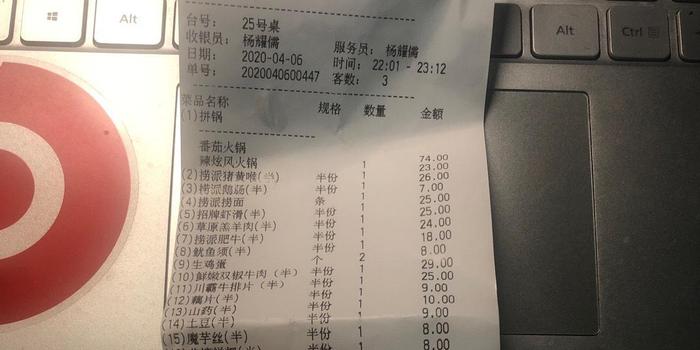 Alt
Alt
Ctrl
台号： 25号桌
收银员： 杨耀儒 服务员： 杨耀儒
日期： 2020-04-06 时间： 22:01 - 23:12
单号： 2020040600447 客数： 3
菜品名称 规格 数量 金额
(1)拼锅
番茄火锅
辣炫风火锅 1 74.00
(2)捞派猪黄喉(半) 半份 1 23.00
(3)捞派鹅肠(半) 半份 1 26.00
(4)捞派捞面 条 1 7.00
(5)招牌虾滑(半) 半份 1 25.00
(6)草原羔羊肉(半) 半份 1 25.00
(7)捞派肥牛(半) 半份 1 24.00
(8)鱿鱼须(半) 半份 1 18.00
(9)生鸡蛋 个 2 8.00
(10)鲜嫩双椒牛肉（半） 半份 1 29.00
(11)川霸牛排片（半） 半份 1 25.00
(12)藕片(半) 半份 1 9.00
(13)山药(半) 半份 1 10.00
(14)土豆(半) 半份 1 9.00
(15)魔芋丝(半) 半份 1 8.00
半份 1 8.00